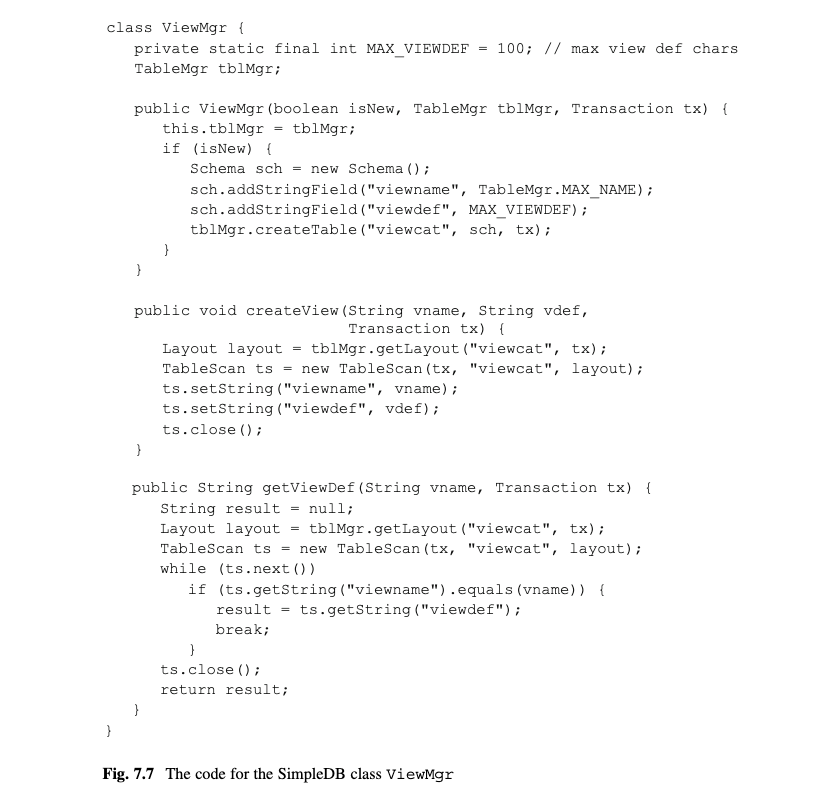 class ViewMgr {
private static final int MAX_VIEWDEF = 100; // max view def chars
TableMgr tblMgr;
public ViewMgr(boolean isNew, TableMgr tblMgr, Transaction tx) {
this.tblMgr = tblMgr;
if (isNew) {
Schema sch = new Schema();
sch.addStringField("viewname", TableMgr.MAX_NAME);
sch.addStringField("viewdef", MAX_VIEWDEF);
tblMgr.createTable("viewcat", sch, tx);
}
}
public void createView(String vname, String vdef,
Transaction tx) {
Layout layout = tblMgr.getLayout("viewcat", tx);
TableScan ts = new TableScan(tx, "viewcat", layout);
ts.setString("viewname", vname);
ts.setString("viewdef", vdef);
ts.close();
}
public String getViewDef(String vname, Transaction tx) {
String result = null;
Layout layout = tblMgr.getLayout("viewcat", tx);
TableScan ts = new TableScan(tx, "viewcat", layout);
while (ts.next())
if (ts.getString("viewname").equals(vname)) {
result = ts.getString("viewdef");
break;
}
ts.close();
return result;
}
}
Fig. 7.7 The code for the SimpleDB class ViewMgr